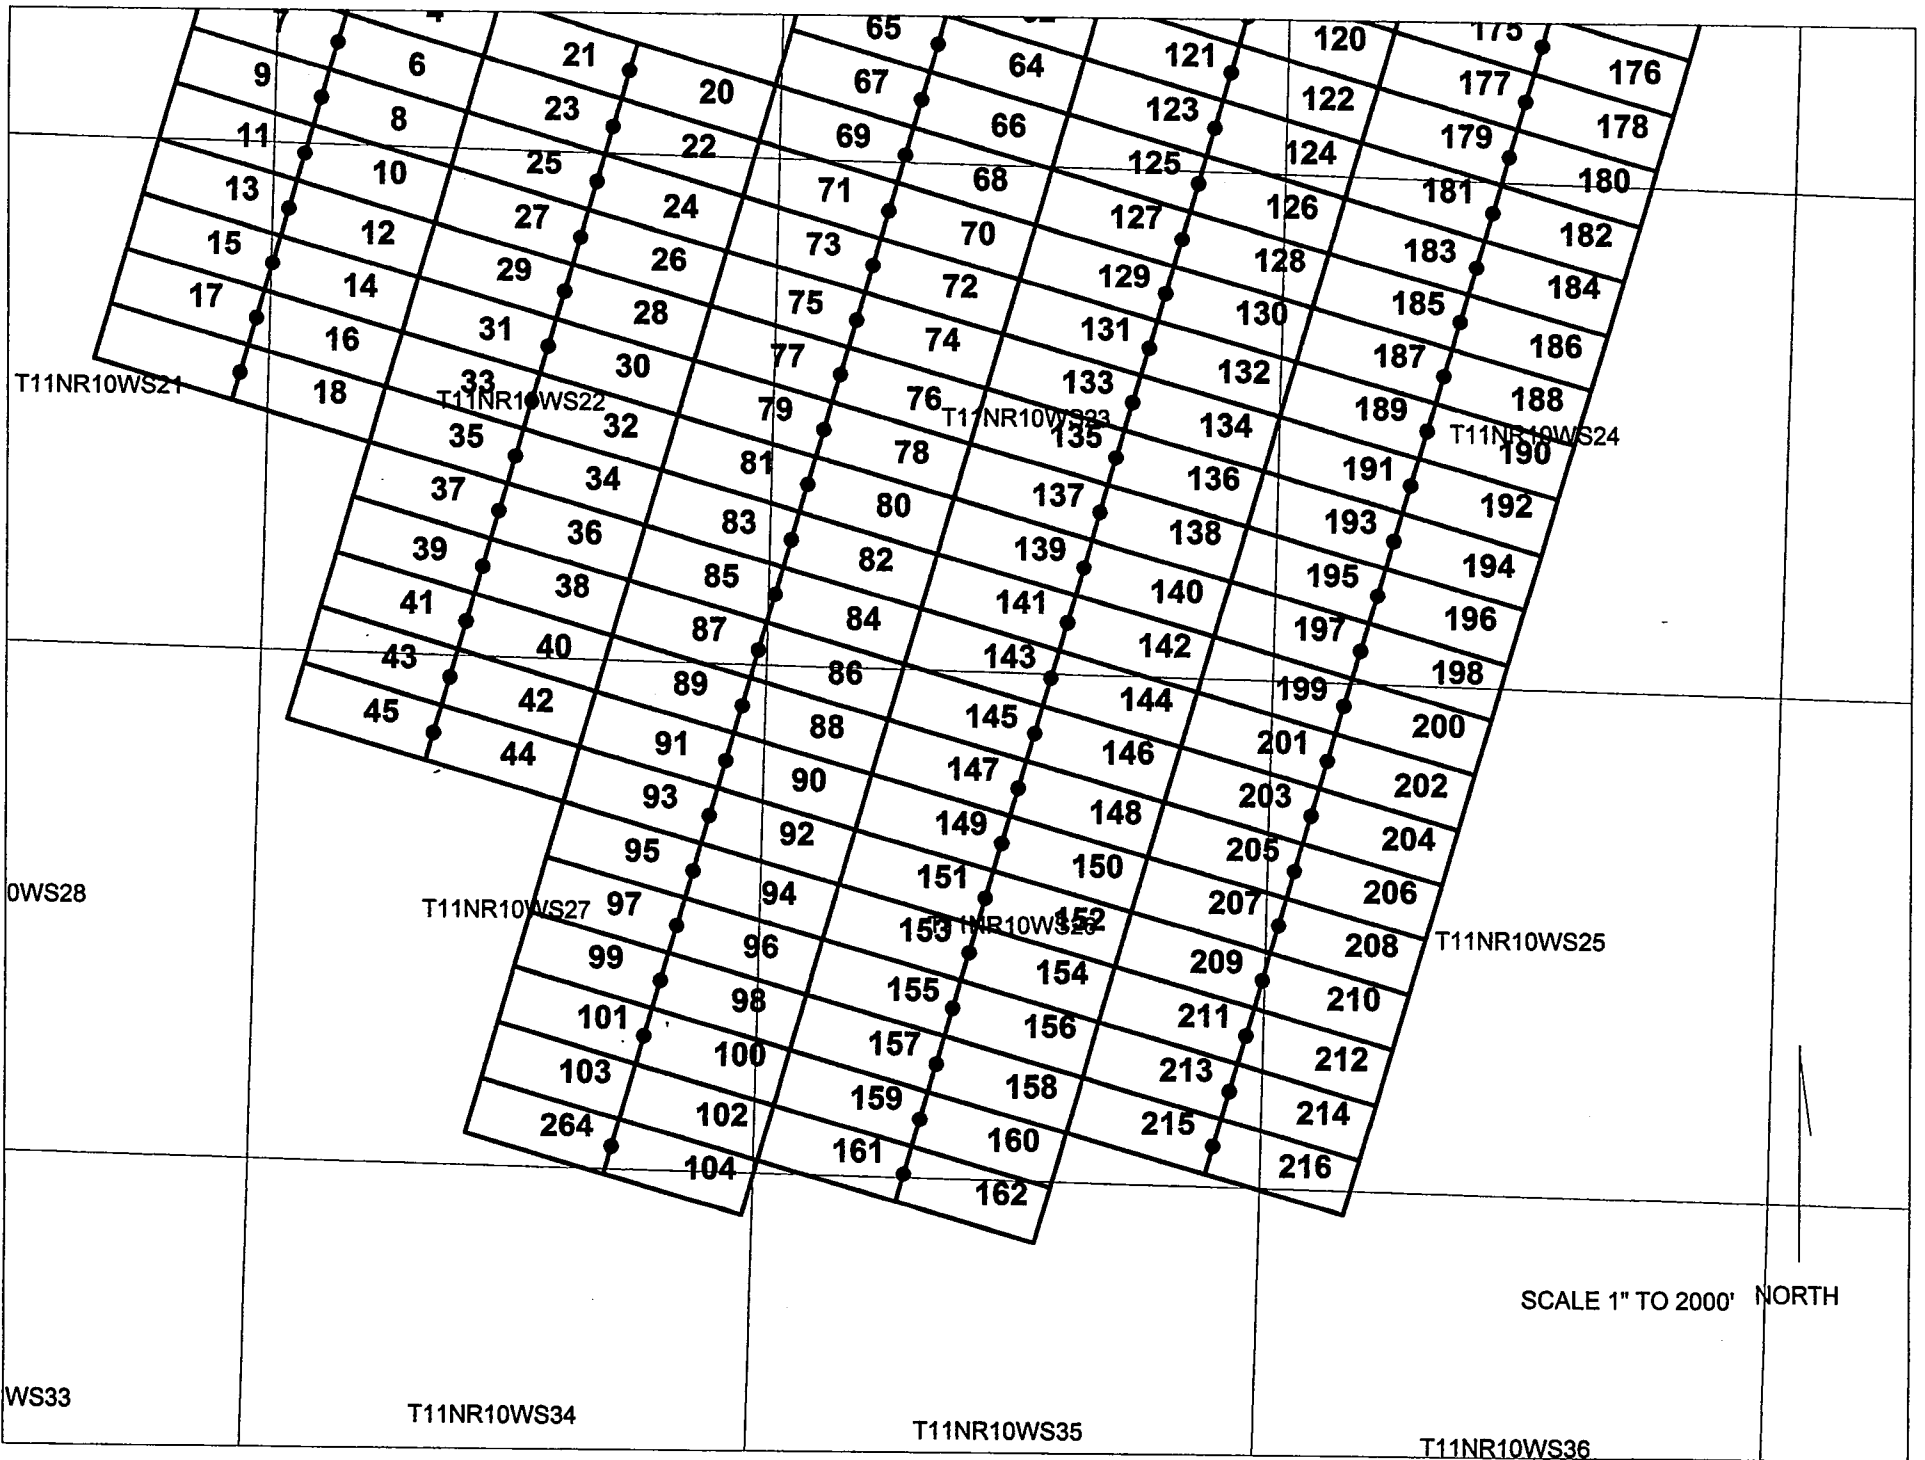 7 4 65 62 120 175
21 64 121 176
9 6 20 67 177
23 66 123 122 178
11 8 22 69 124 179
25 68 125 180
13 10 24 71 126 181
27 70 127 182
15 12 26 73 128 183
29 72 129 184
17 14 28 75 130 185
31 74 131 186
16 30 77 132 187
T11NR10WS21 18 33 T11NR10WS22 76 133 188
32 79 T11NR10WS23 134 189 T11NR10WS24
35 78 135 190
34 81 136 191
37 80 137 192
36 83 138 193
39 82 139 194
38 85 140 195
41 84 141 196
40 87 142 197
43 86 143 198
42 89 144 199
45 88 145 200
44 91 146 201
90 147 202
93 148 203
92 149 204
95 150 205
0WS28 94 151 206
T11NR10WS27 97 152 207
96 153 T11NR10WS26 208 T11NR10WS25
99 154 209
98 155 210
101 156 211
100 157 212
103 158 213
102 159 214
264 160 215
104 161 216
162
SCALE 1" TO 2000' NORTH
WS33
T11NR10WS34
T11NR10WS35
T11NR10WS36